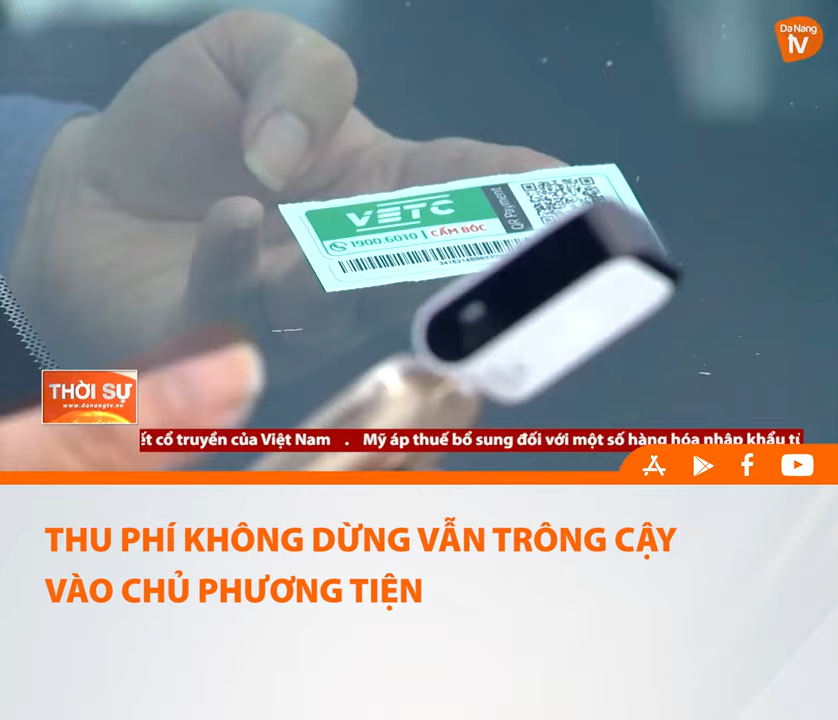 Da Nang
TV
VETC
QR Payment
1900.6010 | CẤM BÓC
THỜI SỰ
www.danangtv.vn
ết cổ truyền của Việt Nam . Mỹ áp thuế bổ sung đối với một số hàng hóa nhập khẩu từ
THU PHÍ KHÔNG DỪNG VẪN TRÔNG CẬY
VÀO CHỦ PHƯƠNG TIỆN